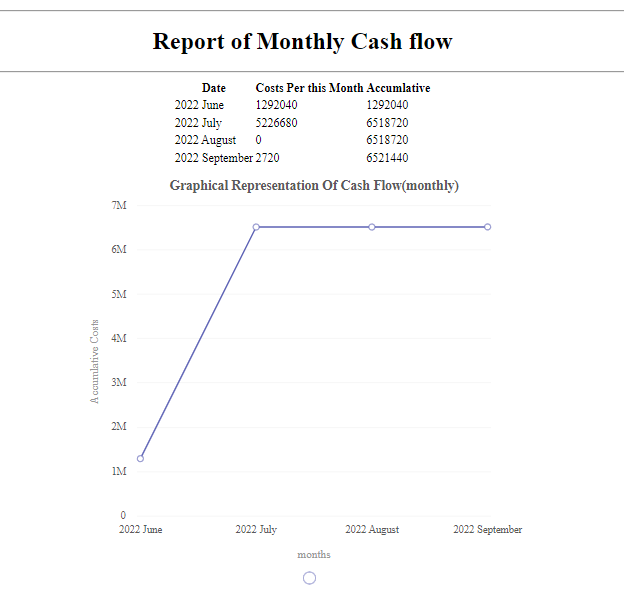 Report of Monthly Cash flow
Date Costs Per this Month Accumlative
2022 June 1292040 1292040
2022 July 5226680 6518720
2022 August 0 6518720
2022 September 2720 6521440
Graphical Representation Of Cash Flow(monthly)
7M
6M
5M
4M
3M
2M
1M
0
Accumulative Costs
2022 June 2022 July 2022 August 2022 September
months